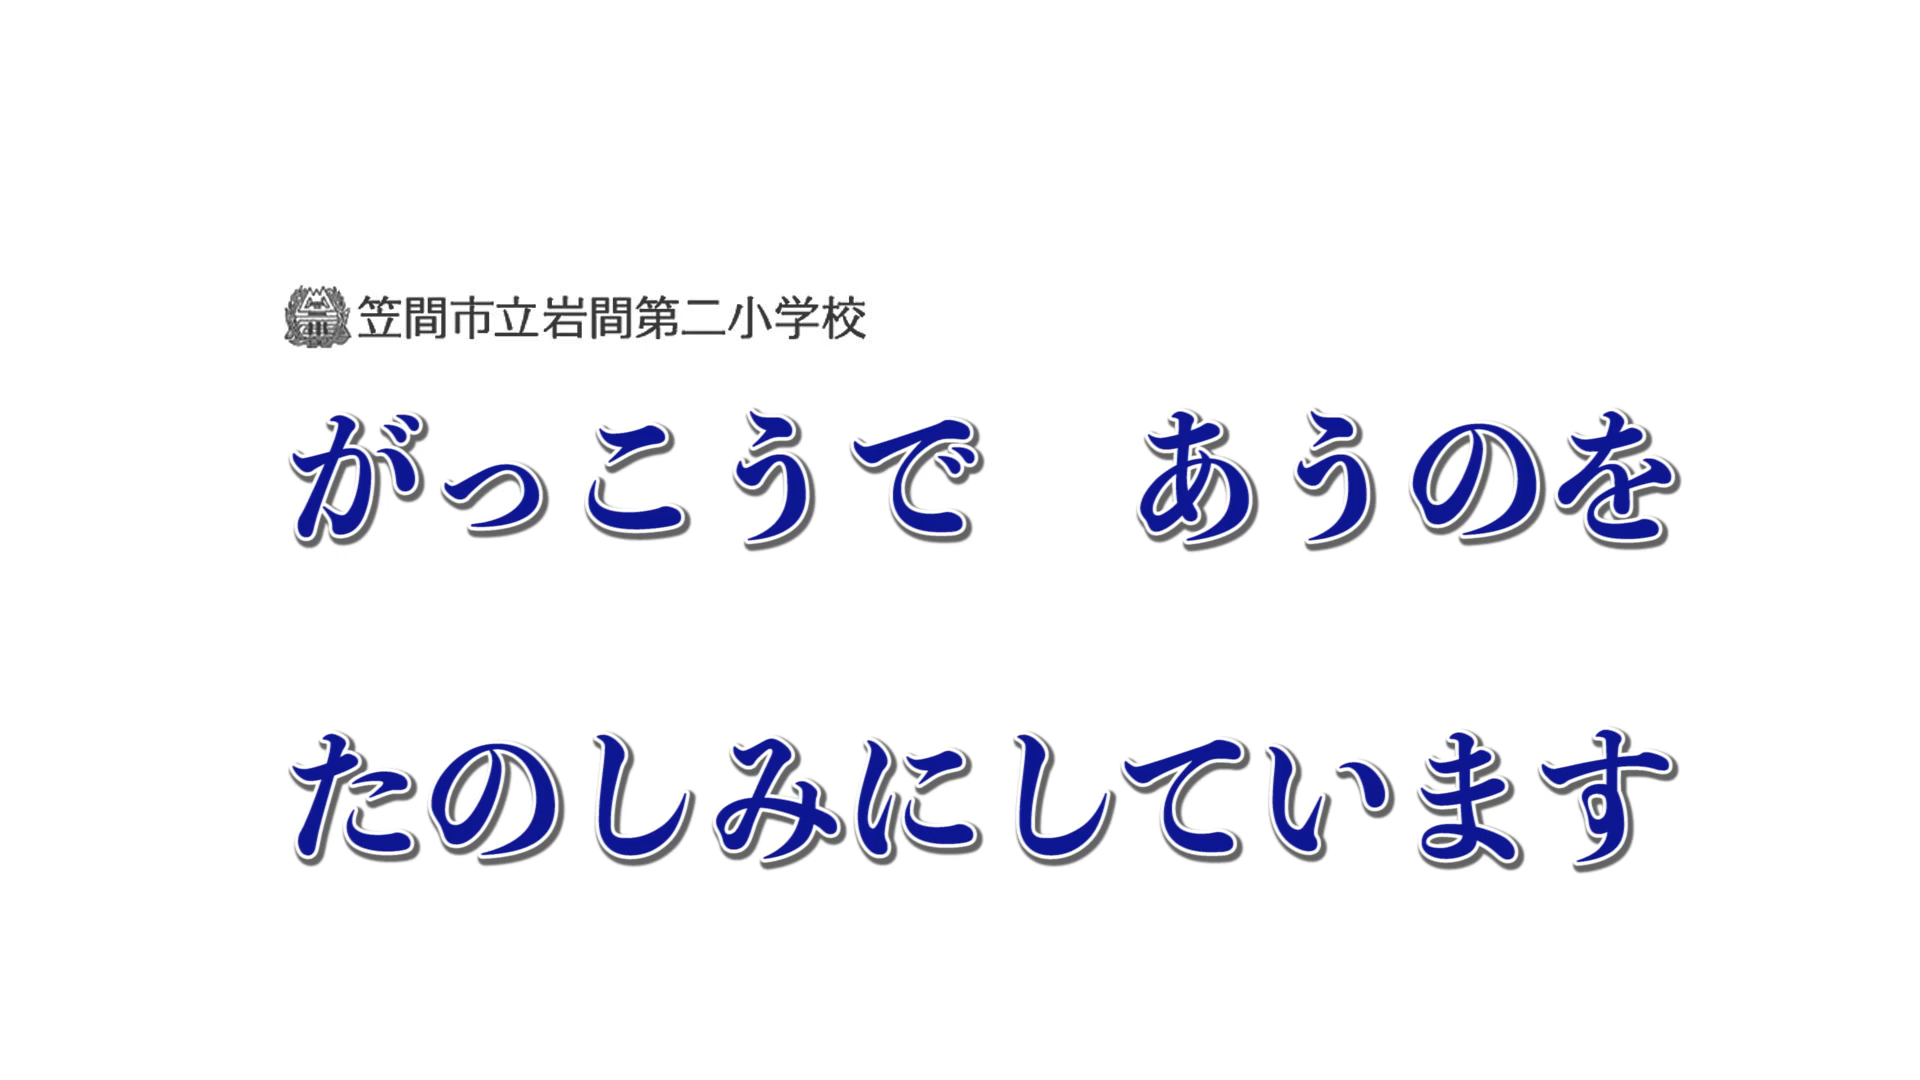 笠間市立岩間第二小学校
がっこうで　あうのを
たのしみにしています